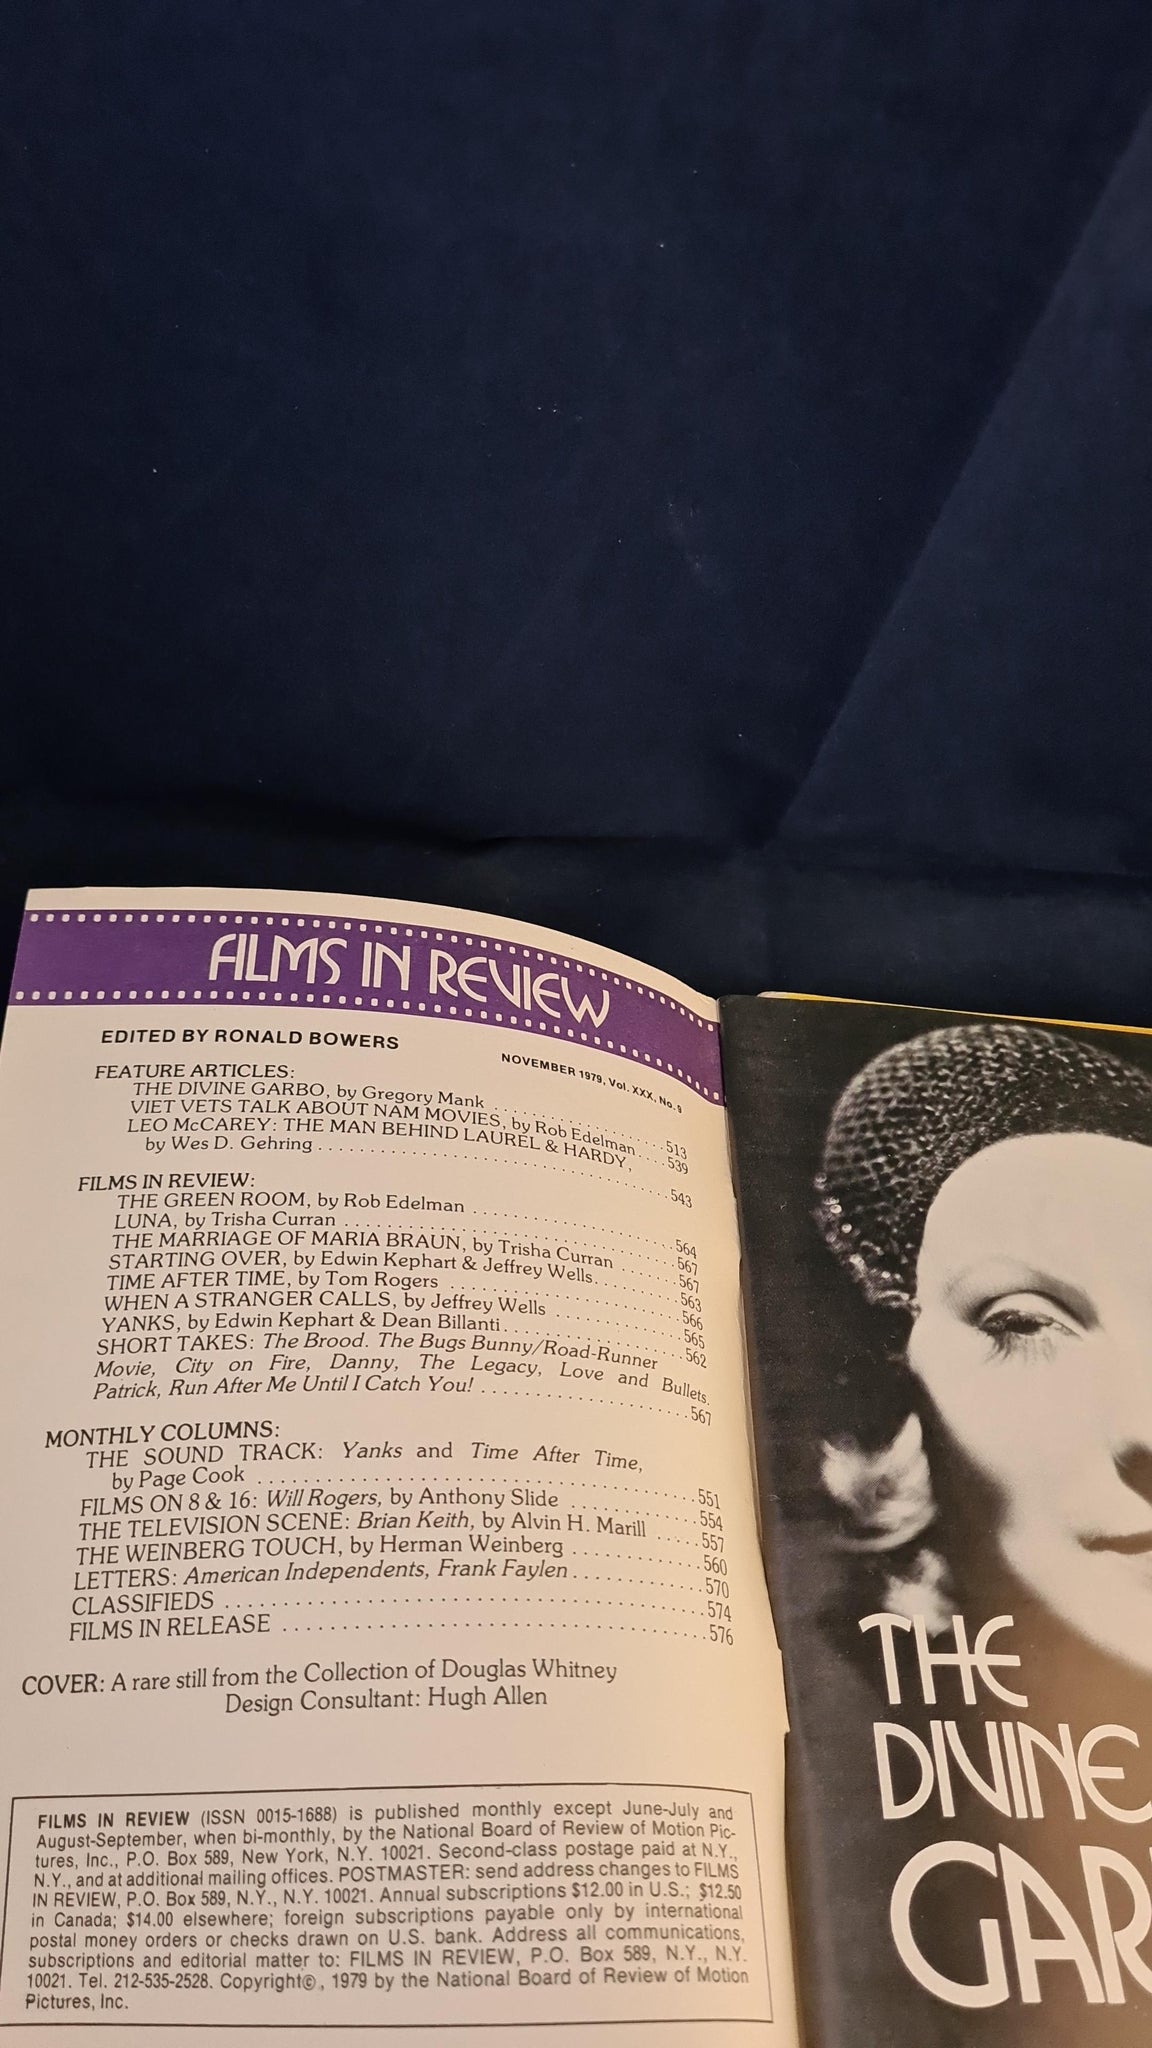 FILMS IN REVIEW
EDITED BY RONALD BOWERS
NOVEMBER 1979, Vol. XXX, No. 9
FEATURE ARTICLES:
THE DIVINE GARBO, by Gregory Mank . . . . . . . . . . . . . . . . . . 513
VIET VETS TALK ABOUT NAM MOVIES, by Rob Edelman . . . . 539
LEO McCAREY: THE MAN BEHIND LAUREL & HARDY,
by Wes D. Gehring . . . . . . . . . . . . . . . . . . . . . . . . . . . . . . 543
FILMS IN REVIEW:
THE GREEN ROOM, by Rob Edelman . . . . . . . . . . . . . . . . . . 564
LUNA, by Trisha Curran . . . . . . . . . . . . . . . . . . . . . . . . . . . . 567
THE MARRIAGE OF MARIA BRAUN, by Trisha Curran . . . . . . . 567
STARTING OVER, by Edwin Kephart & Jeffrey Wells. . . . . . . . . 563
TIME AFTER TIME, by Tom Rogers . . . . . . . . . . . . . . . . . . . . 566
WHEN A STRANGER CALLS, by Jeffrey Wells . . . . . . . . . . . . . 565
YANKS, by Edwin Kephart & Dean Billanti . . . . . . . . . . . . . . . 562
SHORT TAKES: The Brood. The Bugs Bunny/Road-Runner
Movie, City on Fire, Danny, The Legacy, Love and Bullets.
Patrick, Run After Me Until I Catch You! . . . . . . . . . . . . . . . . . 567
MONTHLY COLUMNS:
THE SOUND TRACK: Yanks and Time After Time,
by Page Cook . . . . . . . . . . . . . . . . . . . . . . . . . . . . . . . . . . 551
FILMS ON 8 & 16: Will Rogers, by Anthony Slide . . . . . . . . . . 554
THE TELEVISION SCENE: Brian Keith, by Alvin H. Marill . . . . 557
THE WEINBERG TOUCH, by Herman Weinberg . . . . . . . . . . . 560
LETTERS: American Independents, Frank Faylen . . . . . . . . . . . 570
CLASSIFIEDS . . . . . . . . . . . . . . . . . . . . . . . . . . . . . . . . . . . 574
FILMS IN RELEASE . . . . . . . . . . . . . . . . . . . . . . . . . . . . . . . 576
COVER: A rare still from the Collection of Douglas Whitney
Design Consultant: Hugh Allen
FILMS IN REVIEW (ISSN 0015-1688) is published monthly except June-July and
August-September, when bi-monthly, by the National Board of Review of Motion Pic-
tures, Inc., P.O. Box 589, New York, N.Y. 10021. Second-class postage paid at N.Y.,
N.Y., and at additional mailing offices. POSTMASTER: send address changes to FILMS
IN REVIEW, P.O. Box 589, N.Y., N.Y. 10021. Annual subscriptions $12.00 in U.S.; $12.50
in Canada; $14.00 elsewhere; foreign subscriptions payable only by international
postal money orders or checks drawn on U.S. bank. Address all communications,
subscriptions and editorial matter to: FILMS IN REVIEW, P.O. Box 589, N.Y., N.Y.
10021. Tel. 212-535-2528. Copyright©, 1979 by the National Board of Review of Motion
Pictures, Inc.
THE
DIVINE
GAR